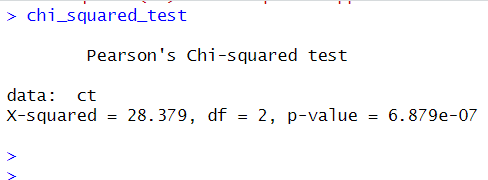 > chi_squared_test
Pearson's Chi-squared test
data:  ct
X-squared = 28.379, df = 2, p-value = 6.879e-07
>
>